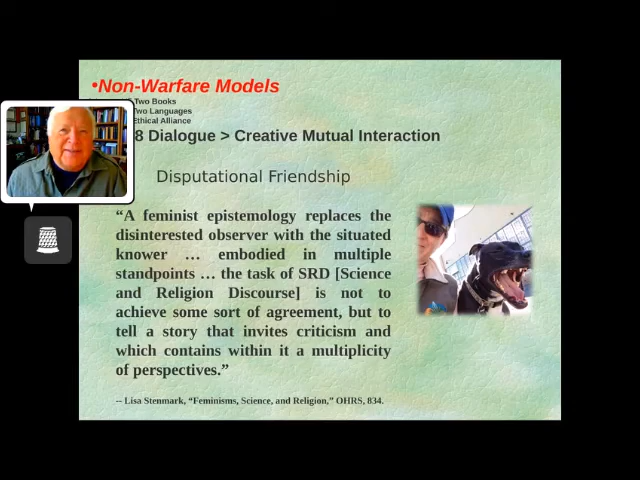 •Non-Warfare Models
Two Books
Two Languages
Ethical Alliance
8 Dialogue > Creative Mutual Interaction
Disputational Friendship
“A feminist epistemology replaces the
disinterested observer with the situated
knower … embodied in multiple
standpoints … the task of SRD [Science
and Religion Discourse] is not to
achieve some sort of agreement, but to
tell a story that invites criticism and
which contains within it a multiplicity
of perspectives.”
-- Lisa Stenmark, “Feminisms, Science, and Religion,” OHRS, 834.